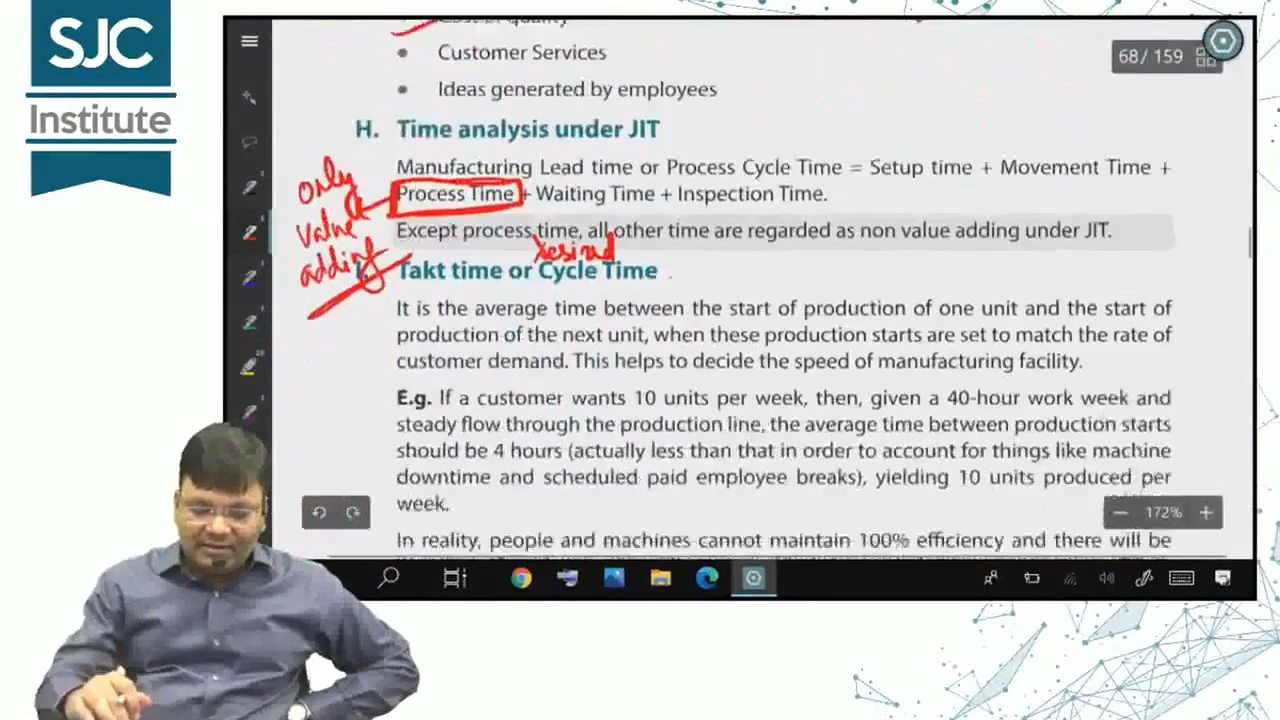 SJC
Institute
Cost of quality
• Customer Services
68/159
• Ideas generated by employees
H. Time analysis under JIT
Manufacturing Lead time or Process Cycle Time = Setup time + Movement Time +
Process Time + Waiting Time + Inspection Time.
only
value
adding
Except process time, all other time are regarded as non value adding under JIT.
desired
Takt time or Cycle Time
It is the average time between the start of production of one unit and the start of
production of the next unit, when these production starts are set to match the rate of
customer demand. This helps to decide the speed of manufacturing facility.
E.g. If a customer wants 10 units per week, then, given a 40-hour work week and
steady flow through the production line, the average time between production starts
should be 4 hours (actually less than that in order to account for things like machine
downtime and scheduled paid employee breaks), yielding 10 units produced per
week.
172%
In reality, people and machines cannot maintain 100% efficiency and there will be